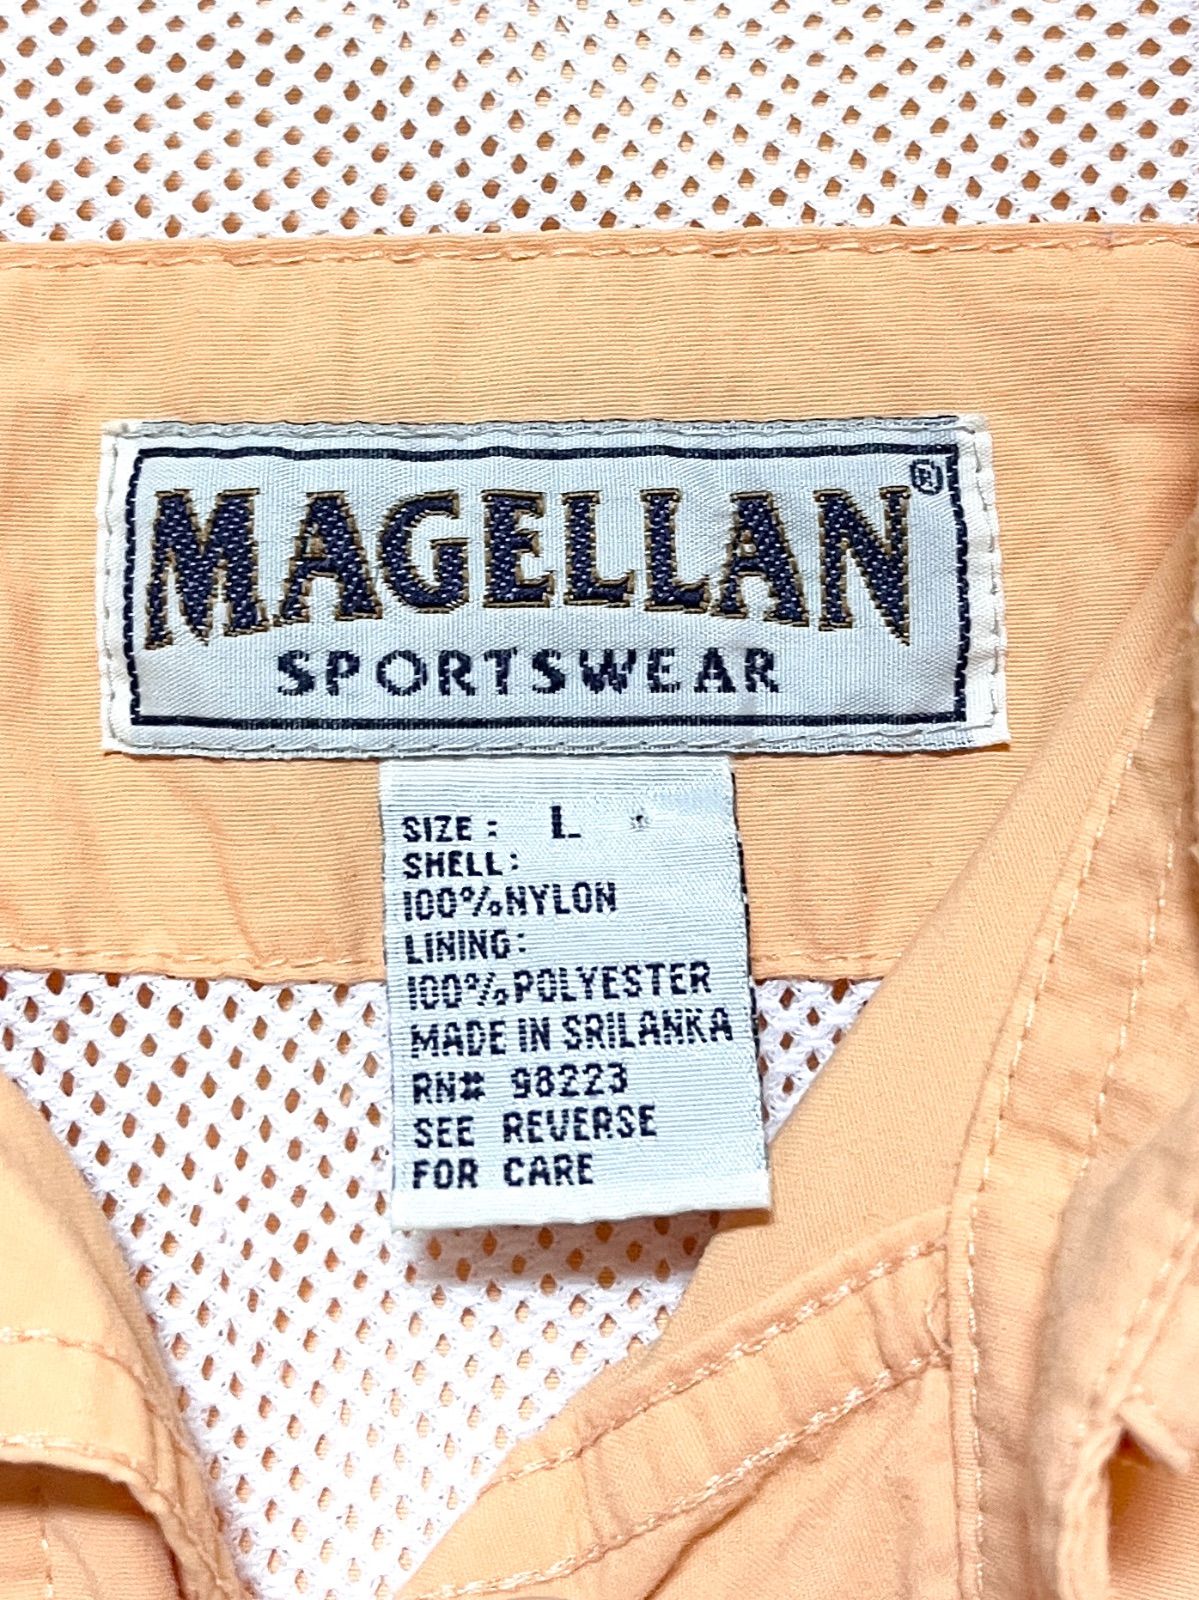 MAGELLAN®
SPORTSWEAR
SIZE: L
SHELL:
100%NYLON
LINING:
100%POLYESTER
MADE IN SRILANKA
RN# 98223
SEE REVERSE
FOR CARE